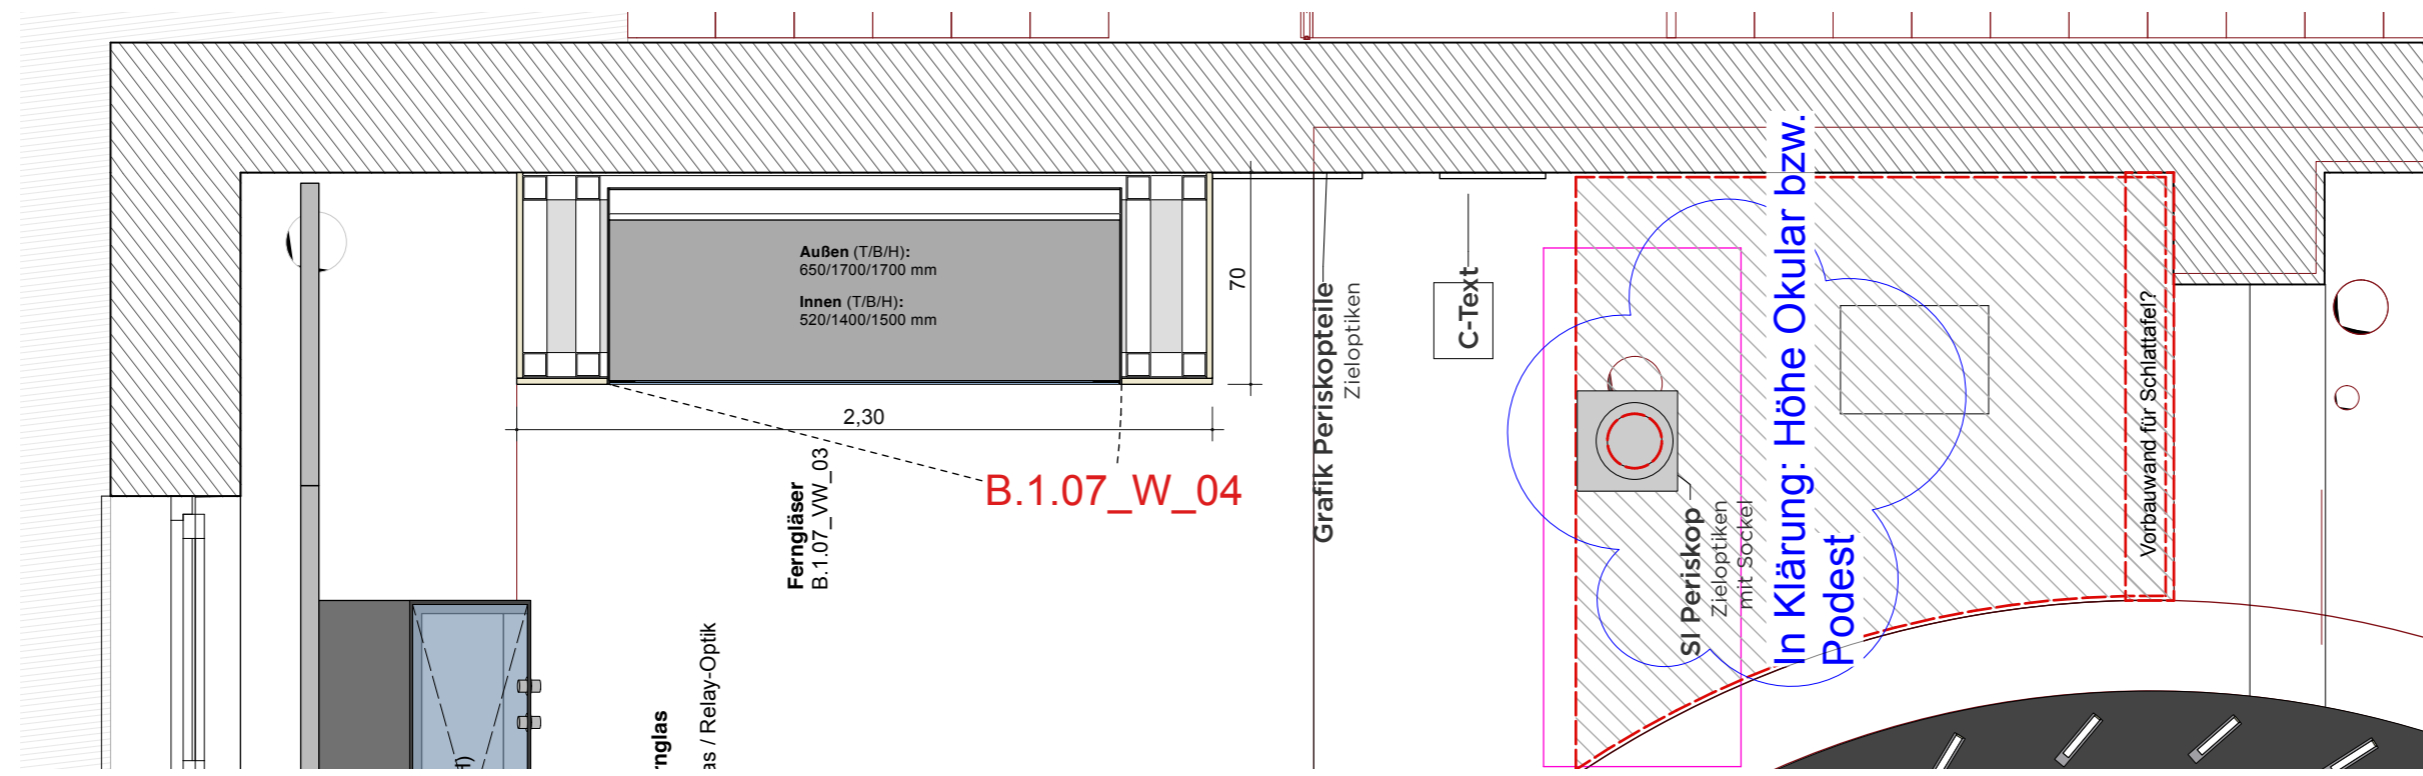 Außen (T/B/H):
650/1700/1700 mm
Innen (T/B/H):
520/1400/1500 mm
70
2,30
B.1.07_W_04
Ferngläser
B.1.07_VW_03
Grafik Periskopteile
Zieloptiken
C-Text
SI Periskop
Zieloptiken
mit Sockel
In Klärung: Höhe Okular bzw.
Podest
Vorbauwand für Schlattafel?
rnglas
as / Relay-Optik
H)